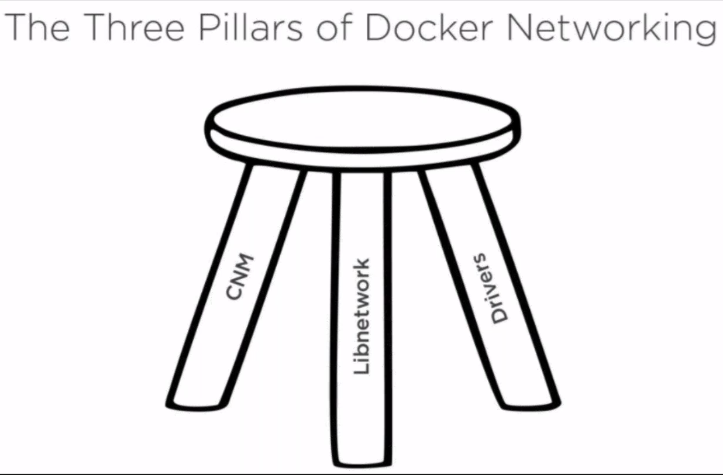 The Three Pillars of Docker Networking
CNM
Libnetwork
Drivers